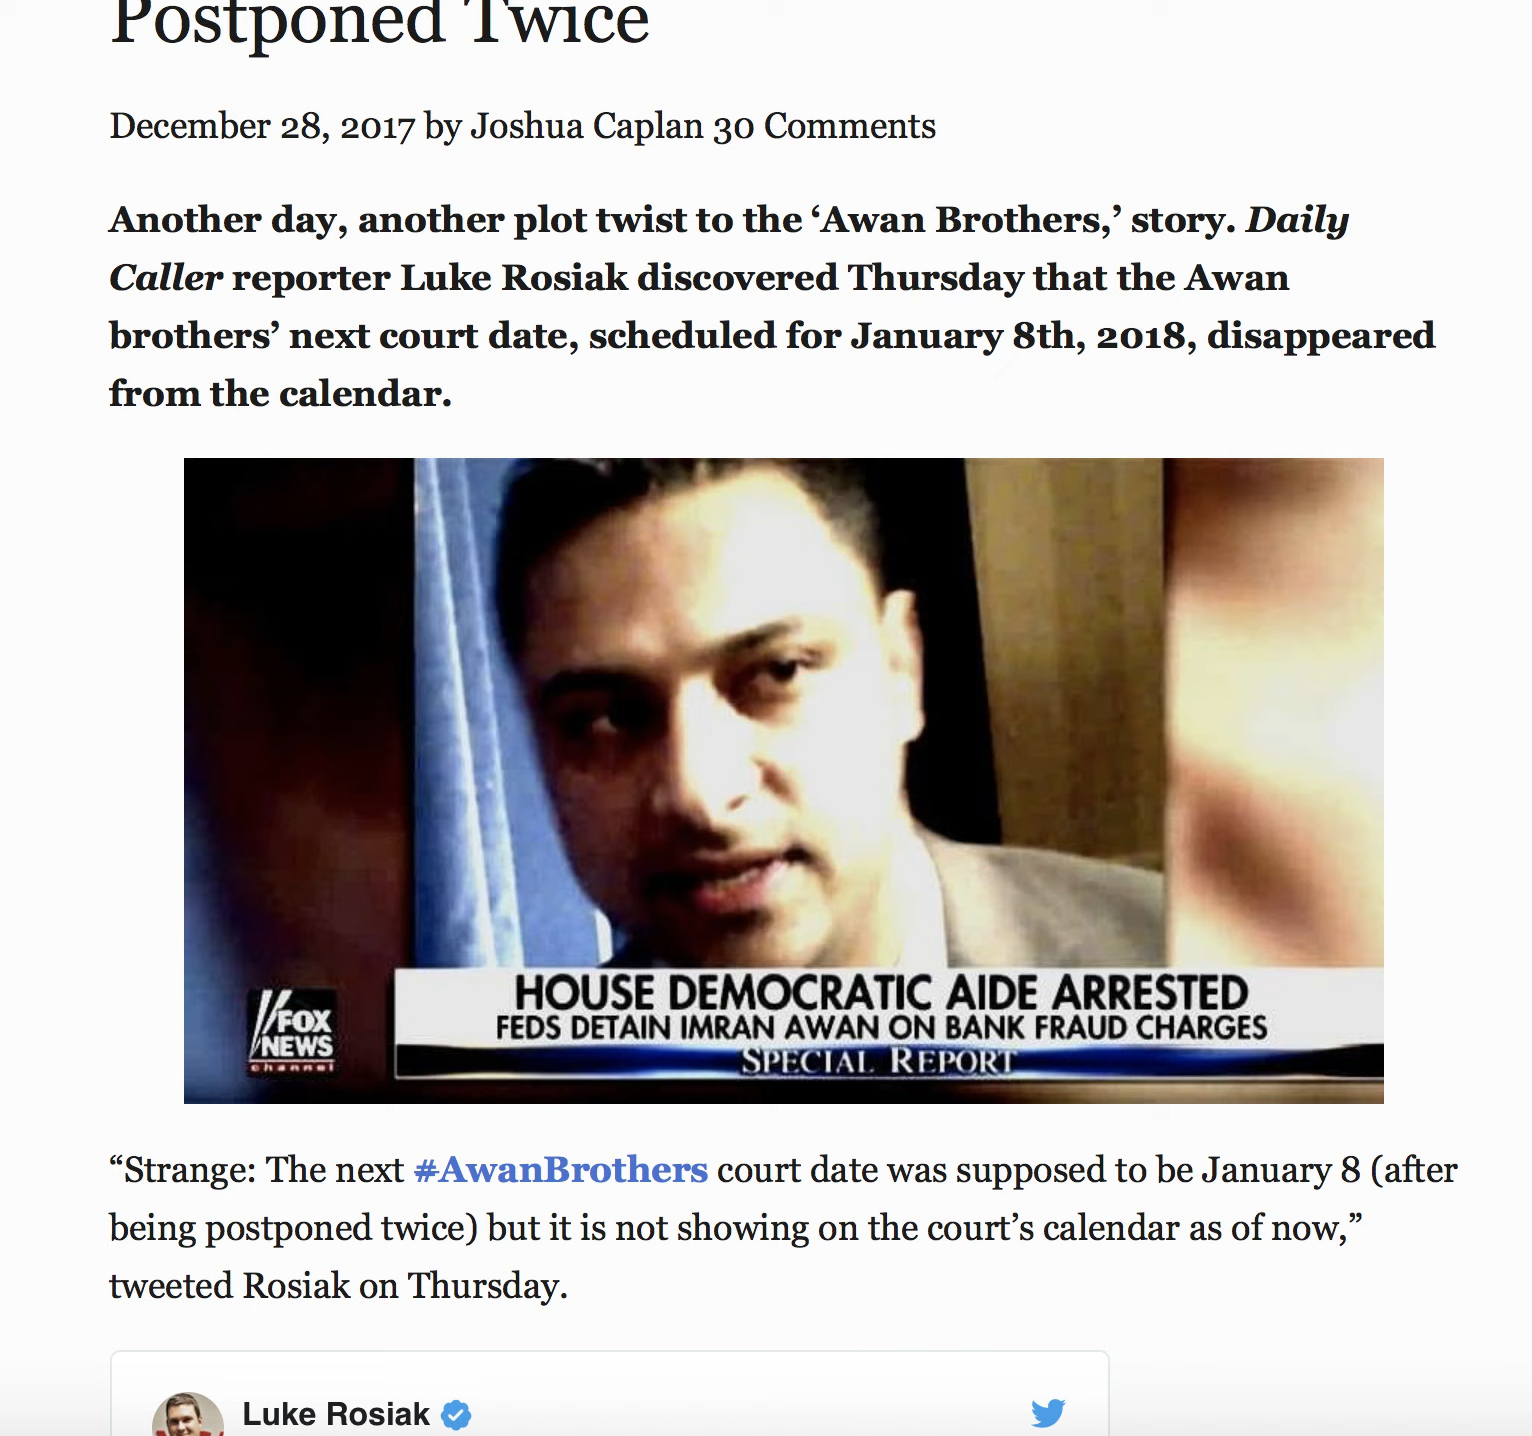 Postponed Twice
December 28, 2017 by Joshua Caplan 30 Comments
Another day, another plot twist to the ‘Awan Brothers,’ story. Daily
Caller reporter Luke Rosiak discovered Thursday that the Awan
brothers’ next court date, scheduled for January 8th, 2018, disappeared
from the calendar.
HOUSE DEMOCRATIC AIDE ARRESTED
FEDS DETAIN IMRAN AWAN ON BANK FRAUD CHARGES
SPECIAL REPORT
FOX
NEWS
channel
“Strange: The next #AwanBrothers court date was supposed to be January 8 (after
being postponed twice) but it is not showing on the court’s calendar as of now,”
tweeted Rosiak on Thursday.
Luke Rosiak